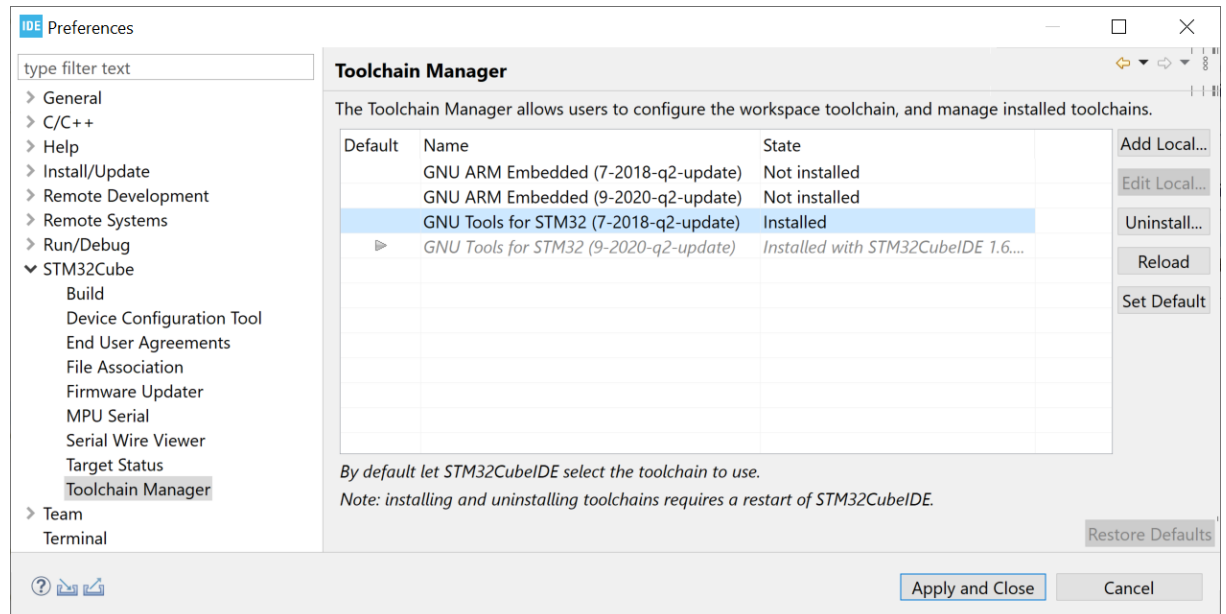 IDE Preferences
type filter text
General
C/C++
Help
Install/Update
Remote Development
Remote Systems
Run/Debug
STM32Cube
Build
Device Configuration Tool
End User Agreements
File Association
Firmware Updater
MPU Serial
Serial Wire Viewer
Target Status
Toolchain Manager
Team
Terminal
Toolchain Manager
The Toolchain Manager allows users to configure the workspace toolchain, and manage installed toolchains.
Default Name State
GNU ARM Embedded (7-2018-q2-update) Not installed
GNU ARM Embedded (9-2020-q2-update) Not installed
GNU Tools for STM32 (7-2018-q2-update) Installed
GNU Tools for STM32 (9-2020-q2-update) Installed with STM32CubeIDE 1.6....
Add Local...
Edit Local...
Uninstall...
Reload
Set Default
By default let STM32CubeIDE select the toolchain to use.
Note: installing and uninstalling toolchains requires a restart of STM32CubeIDE.
Restore Defaults
? Apply and Close Cancel